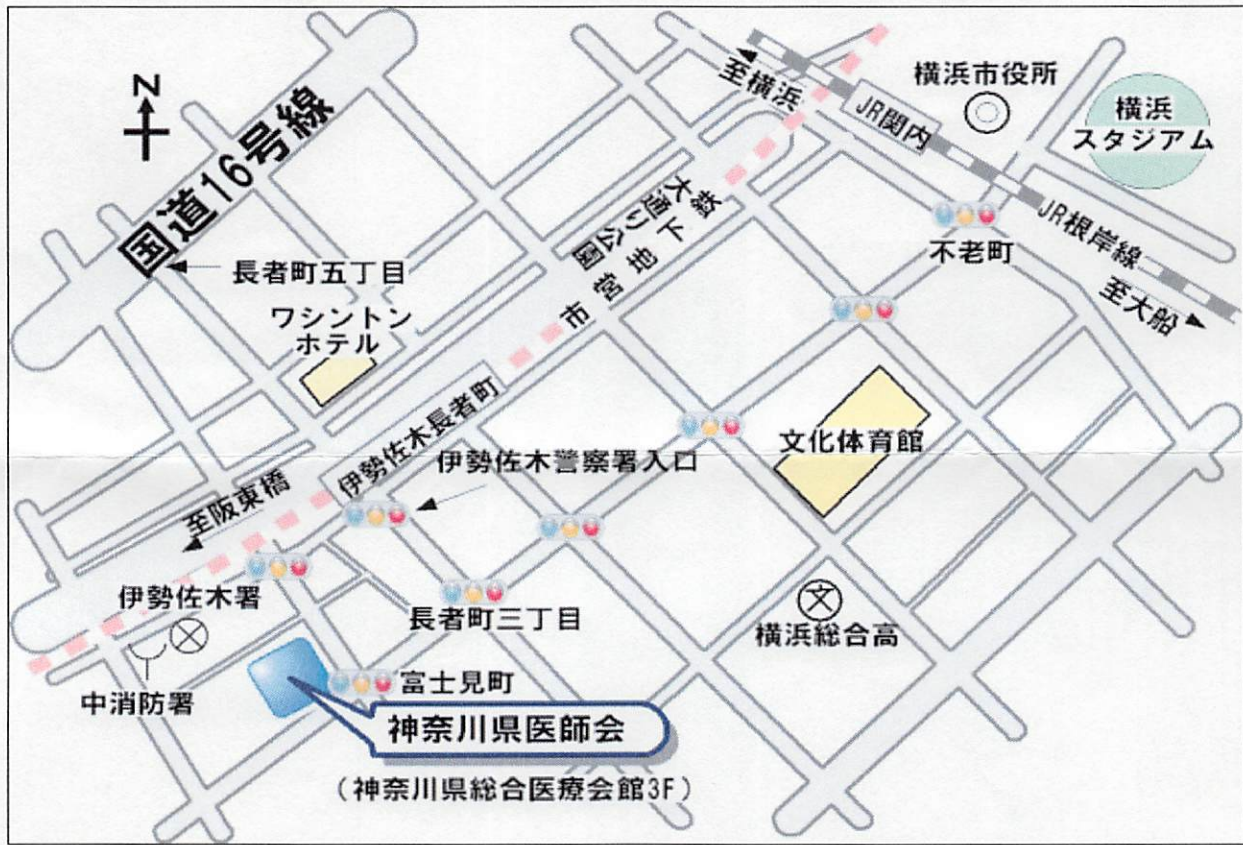 N
国道16号線
至横浜
JR関内
横浜市役所
横浜
スタジアム
JR根岸線
至大船
不老町
大通り公園
市営地下鉄
長者町五丁目
ワシントン
ホテル
伊勢佐木長者町
伊勢佐木警察署入口
文化体育館
至阪東橋
伊勢佐木署
長者町三丁目
文
横浜総合高
中消防署
富士見町
神奈川県医師会
(神奈川県総合医療会館3F)